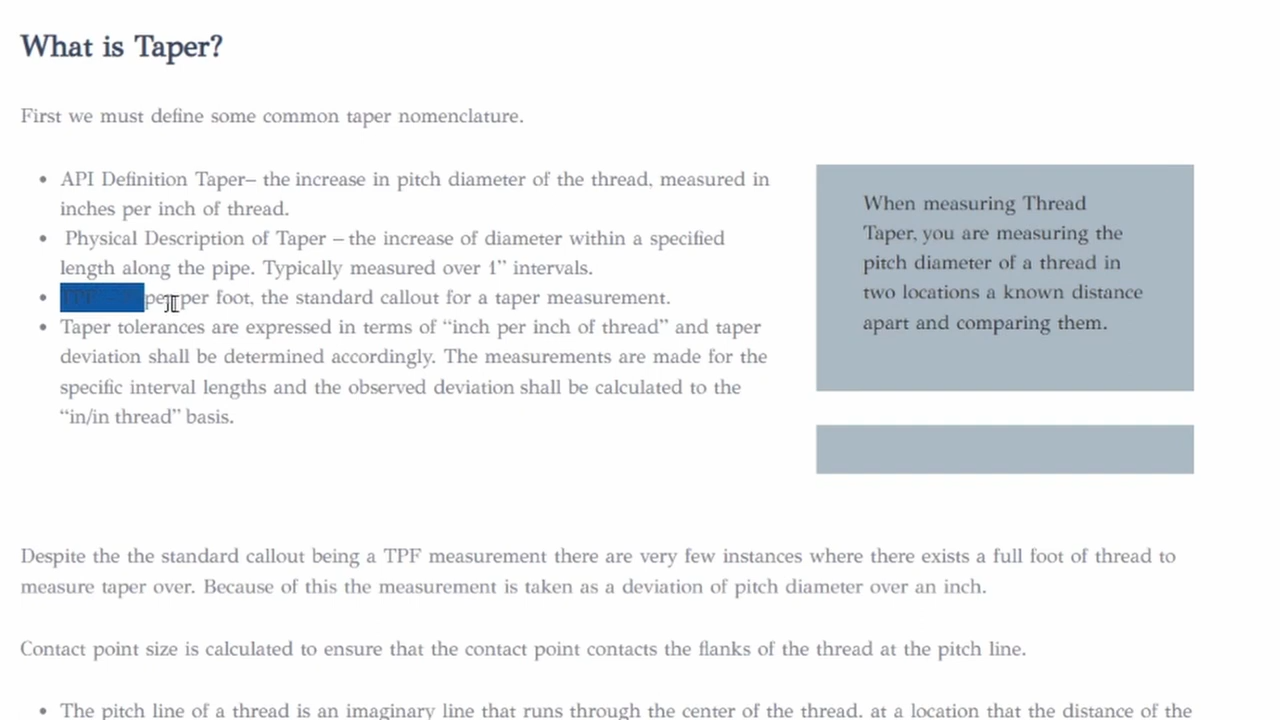 What is Taper?
First we must define some common taper nomenclature.
• API Definition Taper– the increase in pitch diameter of the thread, measured in
inches per inch of thread.
• Physical Description of Taper – the increase of diameter within a specified
length along the pipe. Typically measured over 1” intervals.
• TPF – Taper per foot, the standard callout for a taper measurement.
• Taper tolerances are expressed in terms of “inch per inch of thread” and taper
deviation shall be determined accordingly. The measurements are made for the
specific interval lengths and the observed deviation shall be calculated to the
“in/in thread” basis.
When measuring Thread
Taper, you are measuring the
pitch diameter of a thread in
two locations a known distance
apart and comparing them.
Despite the the standard callout being a TPF measurement there are very few instances where there exists a full foot of thread to
measure taper over. Because of this the measurement is taken as a deviation of pitch diameter over an inch.
Contact point size is calculated to ensure that the contact point contacts the flanks of the thread at the pitch line.
• The pitch line of a thread is an imaginary line that runs through the center of the thread, at a location that the distance of the